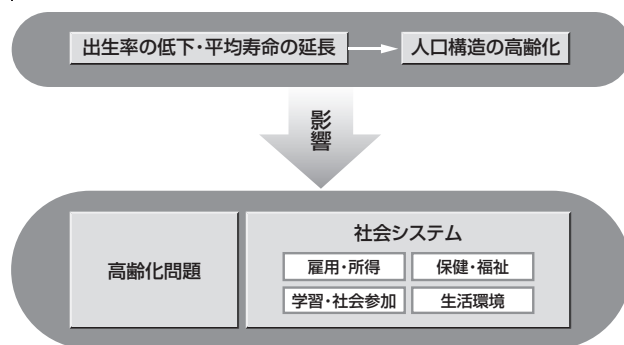 出生率の低下・平均寿命の延長
人口構造の高齢化
影響
高齢化問題
社会システム
雇用・所得
保健・福祉
学習・社会参加
生活環境